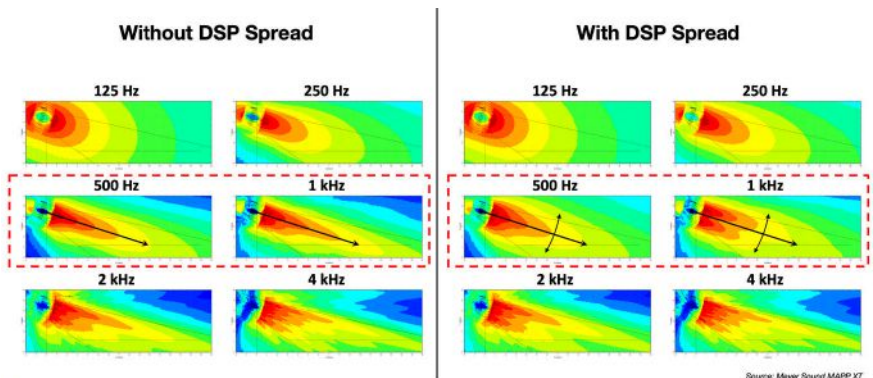 Without DSP Spread
125 Hz 250 Hz
500 Hz 1 kHz
2 kHz 4 kHz
With DSP Spread
125 Hz 250 Hz
500 Hz 1 kHz
2 kHz 4 kHz
Source: Meyer Sound MAPP XT